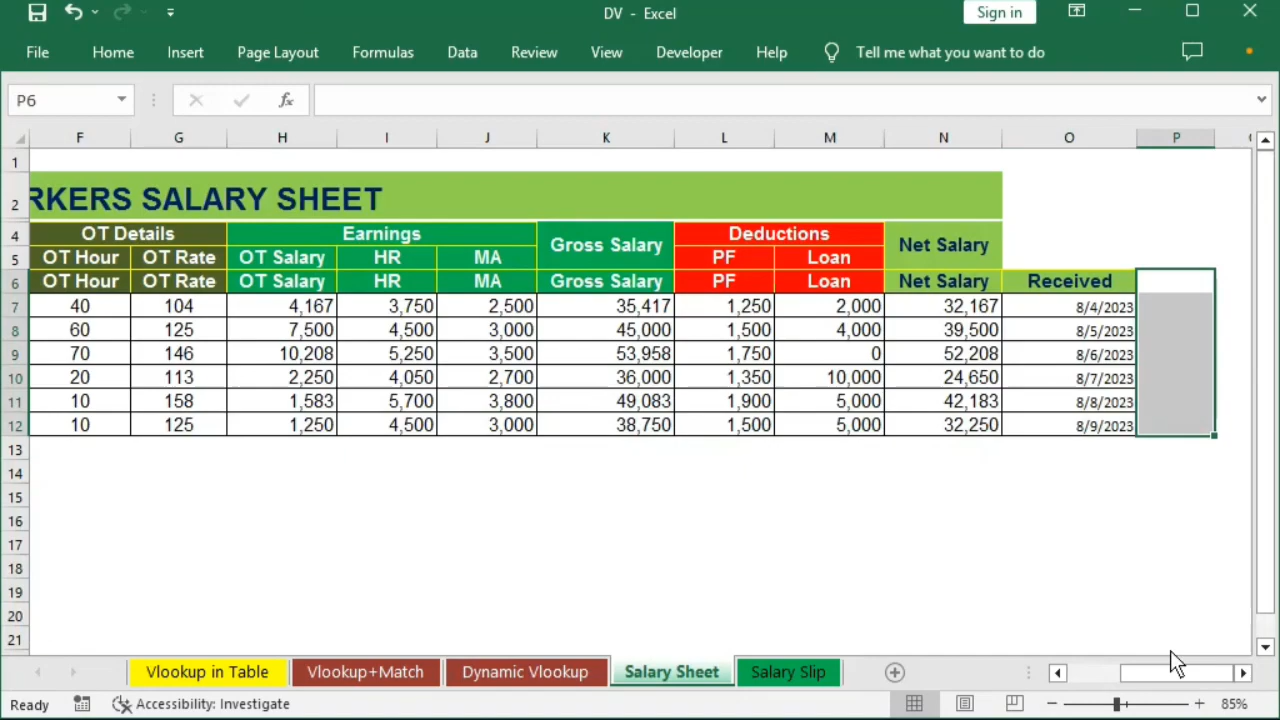 DV - Excel
Sign in
File Home Insert Page Layout Formulas Data Review View Developer Help Tell me what you want to do
P6 fx
F G H I J K L M N O P
1
2 RKERS SALARY SHEET
4 OT Details Earnings Gross Salary Deductions Net Salary
5 OT Hour OT Rate OT Salary HR MA PF Loan
6 OT Hour OT Rate OT Salary HR MA Gross Salary PF Loan Net Salary Received
7 40 104 4,167 3,750 2,500 35,417 1,250 2,000 32,167 8/4/2023
8 60 125 7,500 4,500 3,000 45,000 1,500 4,000 39,500 8/5/2023
9 70 146 10,208 5,250 3,500 53,958 1,750 0 52,208 8/6/2023
10 20 113 2,250 4,050 2,700 36,000 1,350 10,000 24,650 8/7/2023
11 10 158 1,583 5,700 3,800 49,083 1,900 5,000 42,183 8/8/2023
12 10 125 1,250 4,500 3,000 38,750 1,500 5,000 32,250 8/9/2023
13
14
15
16
17
18
19
20
21
Vlookup in Table Vlookup+Match Dynamic Vlookup Salary Sheet Salary Slip
Ready Accessibility: Investigate 85%